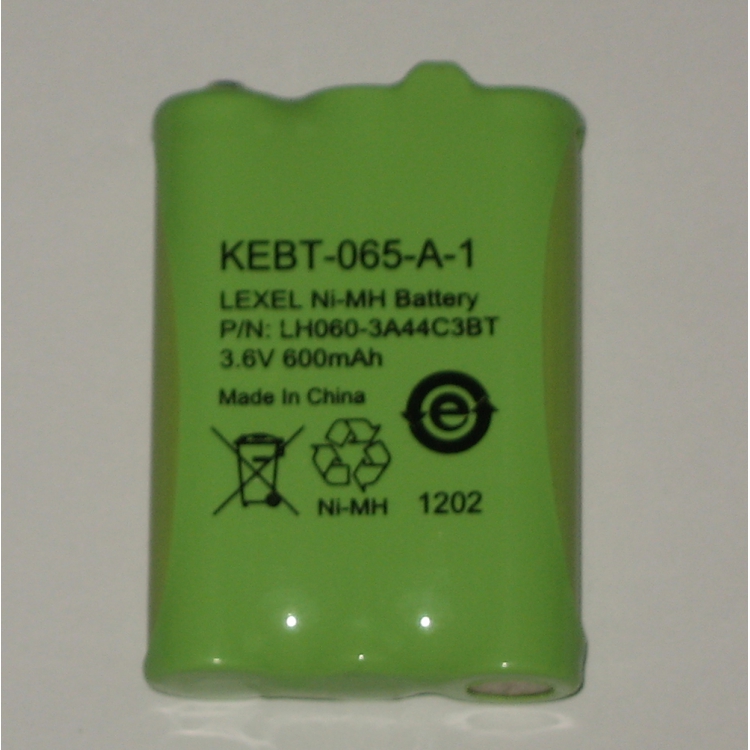 KEBT-065-A-1
LEXEL Ni-MH Battery
P/N: LH060-3A44C3BT
3.6V 600mAh
Made In China
e
Ni-MH 1202